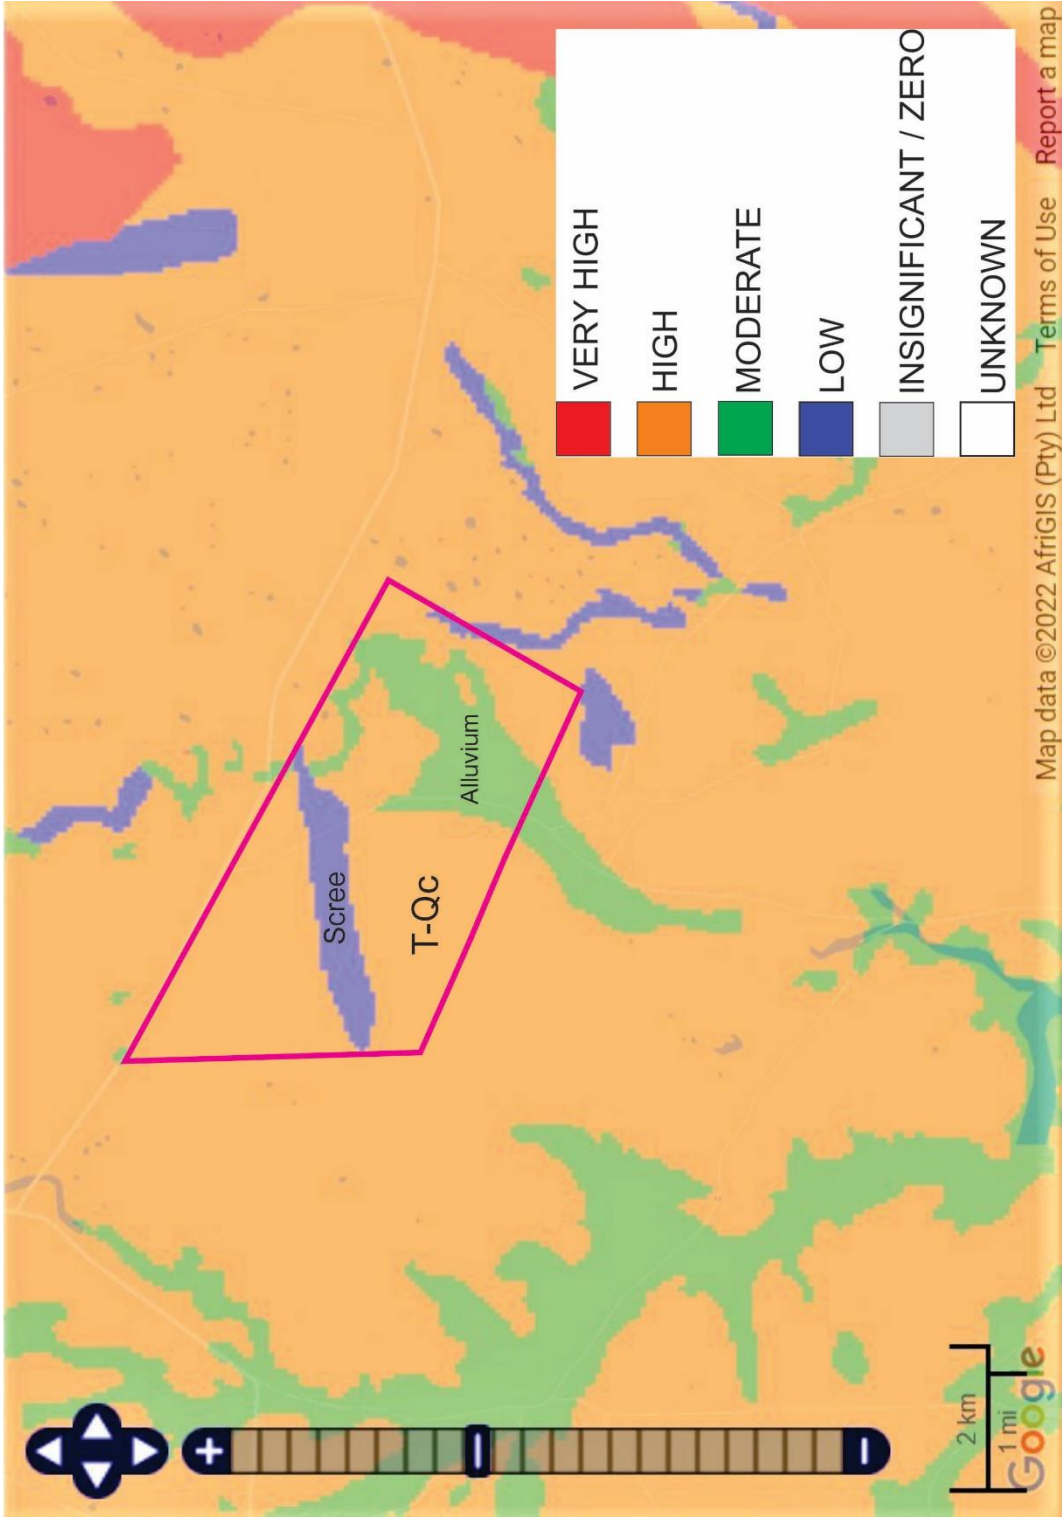 VERY HIGH
HIGH
MODERATE
LOW
INSIGNIFICANT / ZERO
UNKNOWN
Scree
T-Qc
Alluvium
+
−
2 km
1 mi
Google
Map data ©2022 AfriGIS (Pty) Ltd Terms of Use Report a map